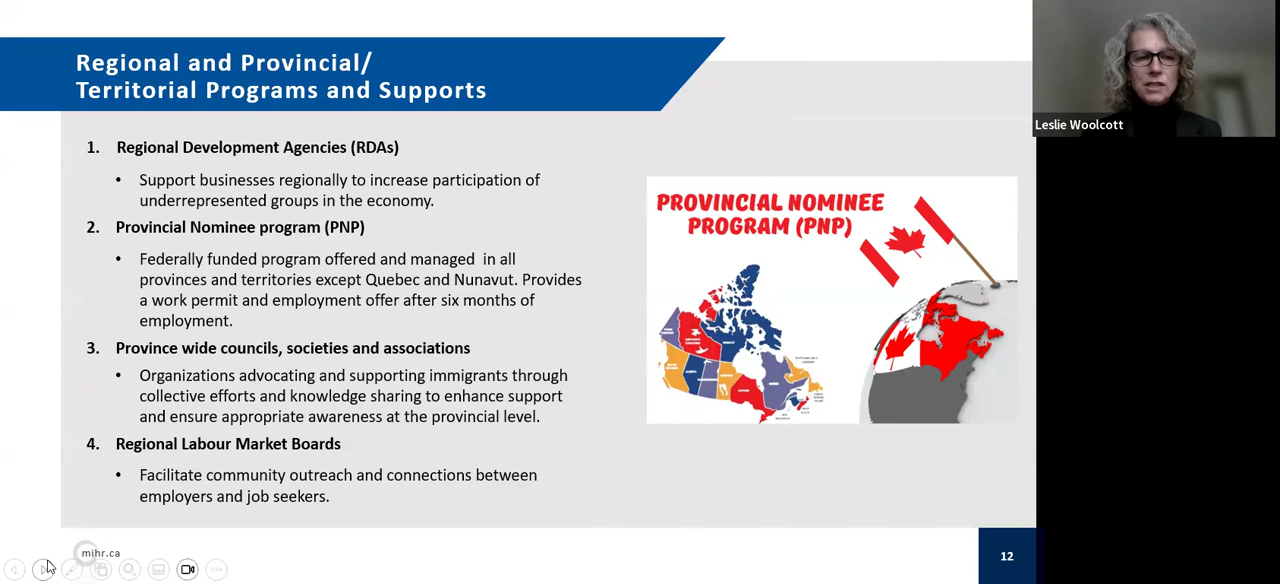 Regional and Provincial/
Territorial Programs and Supports
1. Regional Development Agencies (RDAs)
• Support businesses regionally to increase participation of
underrepresented groups in the economy.
2. Provincial Nominee program (PNP)
• Federally funded program offered and managed in all
provinces and territories except Quebec and Nunavut. Provides
a work permit and employment offer after six months of
employment.
3. Province wide councils, societies and associations
• Organizations advocating and supporting immigrants through
collective efforts and knowledge sharing to enhance support
and ensure appropriate awareness at the provincial level.
4. Regional Labour Market Boards
• Facilitate community outreach and connections between
employers and job seekers.
PROVINCIAL NOMINEE
PROGRAM (PNP)
Leslie Woolcott
mihr.ca
12